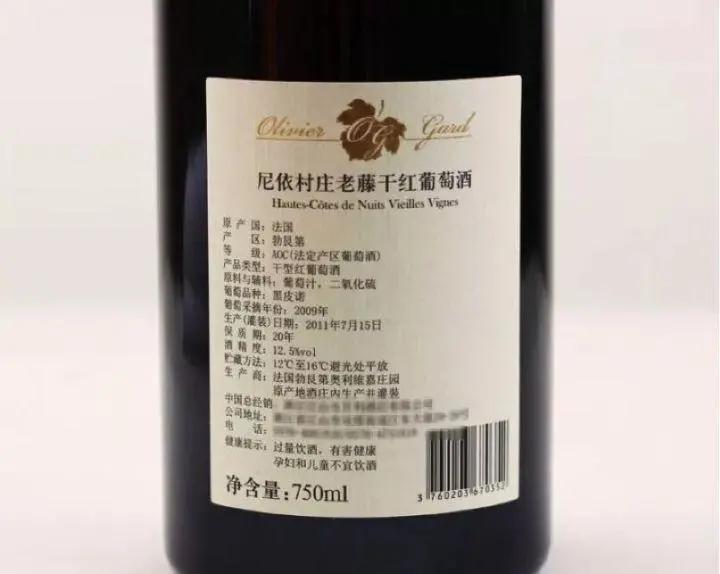 Olivier OG Gard
尼依村庄老藤干红葡萄酒
Hautes-Côtes de Nuits Vieilles Vignes
原产国：法国
产区：勃艮第
等级：AOC(法定产区葡萄酒)
产品类型：干型红葡萄酒
原料与辅料：葡萄汁，二氧化硫
葡萄品种：黑皮诺
葡萄采摘年份：2009年
生产(灌装)日期：2011年7月15日
保质期：20年
酒精度：12.5%vol
贮藏方法：12℃至16℃避光处平放
生产商：法国勃艮第奥利维嘉庄园
原产地酒庄内生产并灌装
中国总经销
公司地址：
电话：
健康提示：过量饮酒，有害健康
孕妇和儿童不宜饮酒
净含量：750ml
3 760203 670352